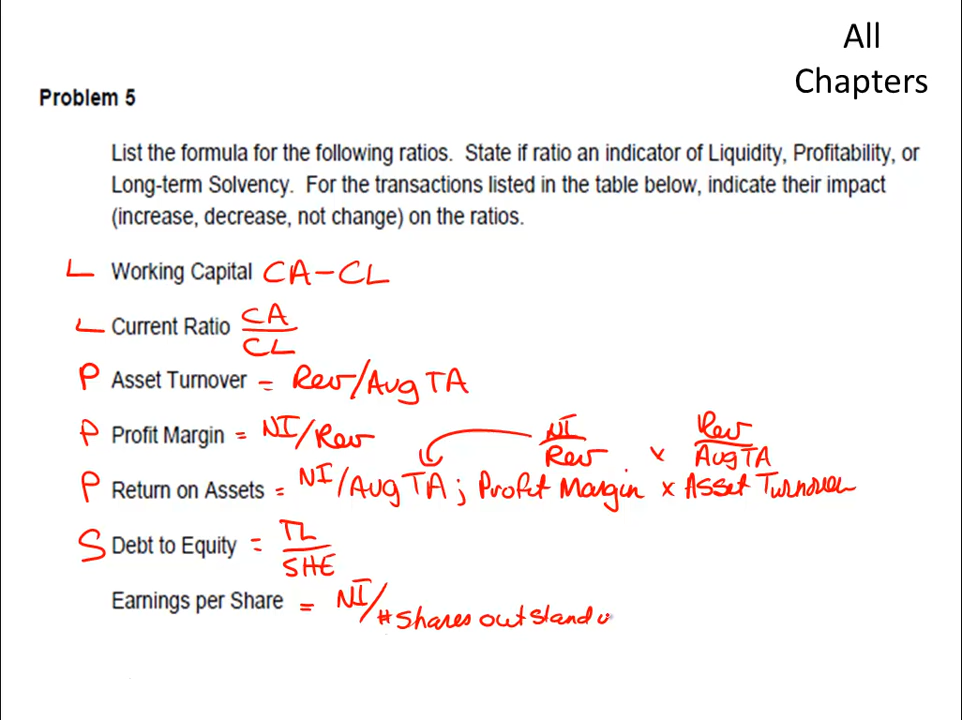 All
Chapters
Problem 5
List the formula for the following ratios. State if ratio an indicator of Liquidity, Profitability, or
Long-term Solvency. For the transactions listed in the table below, indicate their impact
(increase, decrease, not change) on the ratios.
L Working Capital CA - CL
L Current Ratio CA / CL
P Asset Turnover = Rev/Avg TA
P Profit Margin = NI/Rev
NI / Rev x Rev / Avg TA
P Return on Assets = NI/Avg TA ; Profit Margin x Asset Turnover
S Debt to Equity = TL / SHE
Earnings per Share = NI/# Shares outstand